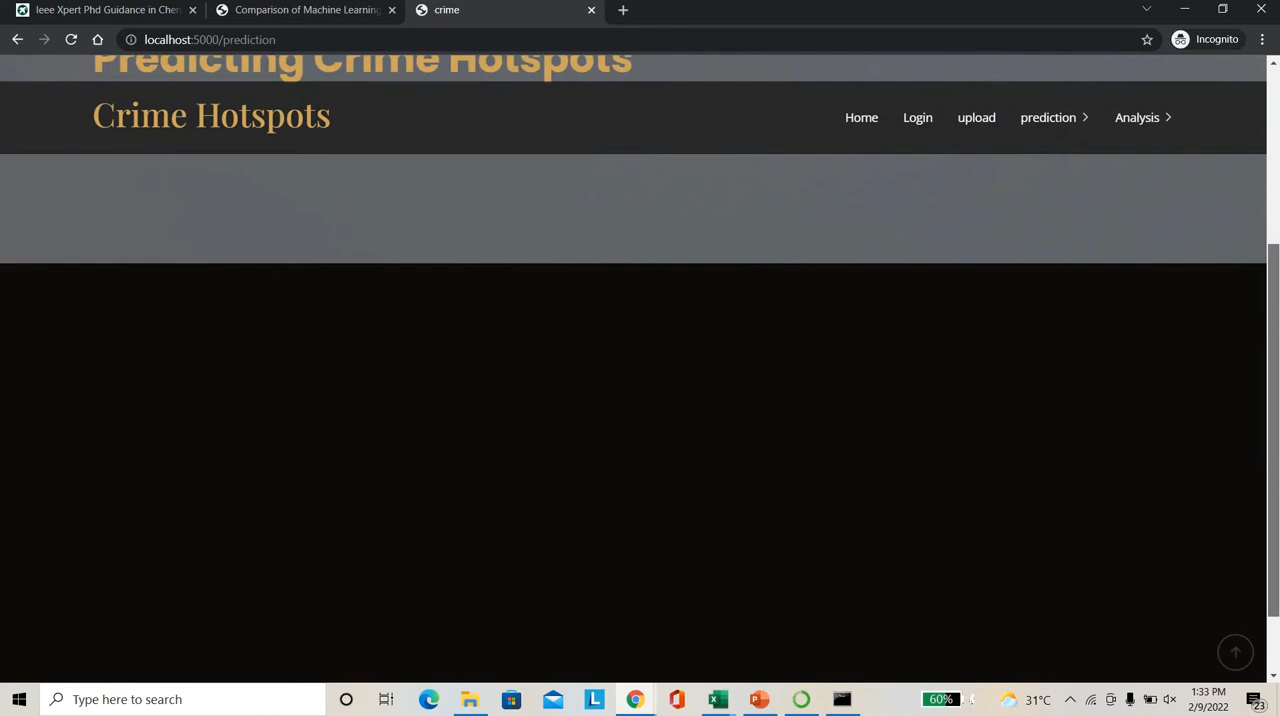 Ieee Xpert Phd Guidance in Chen
Comparison of Machine Learning
crime
localhost:5000/prediction
Incognito
Predicting Crime Hotspots
Crime Hotspots
Home
Login
upload
prediction
Analysis
Type here to search
60%
31°C
1:33 PM
2/9/2022
23